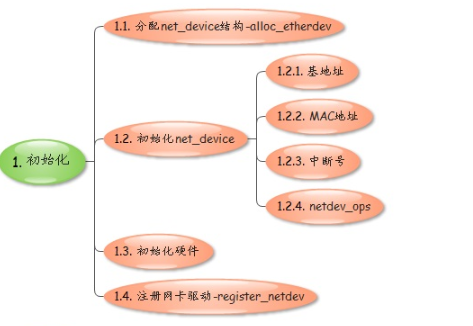 1. 初始化
1.1. 分配net_device结构-alloc_etherdev
1.2. 初始化net_device
1.2.1. 基地址
1.2.2. MAC地址
1.2.3. 中断号
1.2.4. netdev_ops
1.3. 初始化硬件
1.4. 注册网卡驱动-register_netdev